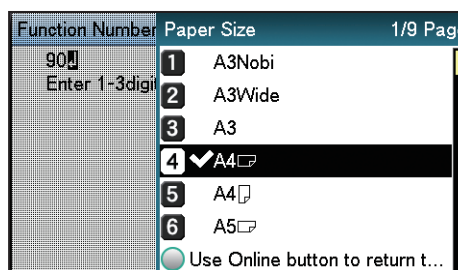 Function Number
90
Enter 1-3digi
Paper Size 1/9 Pag
1 A3Nobi
2 A3Wide
3 A3
4 A4
5 A4
6 A5
Use Online button to return t...